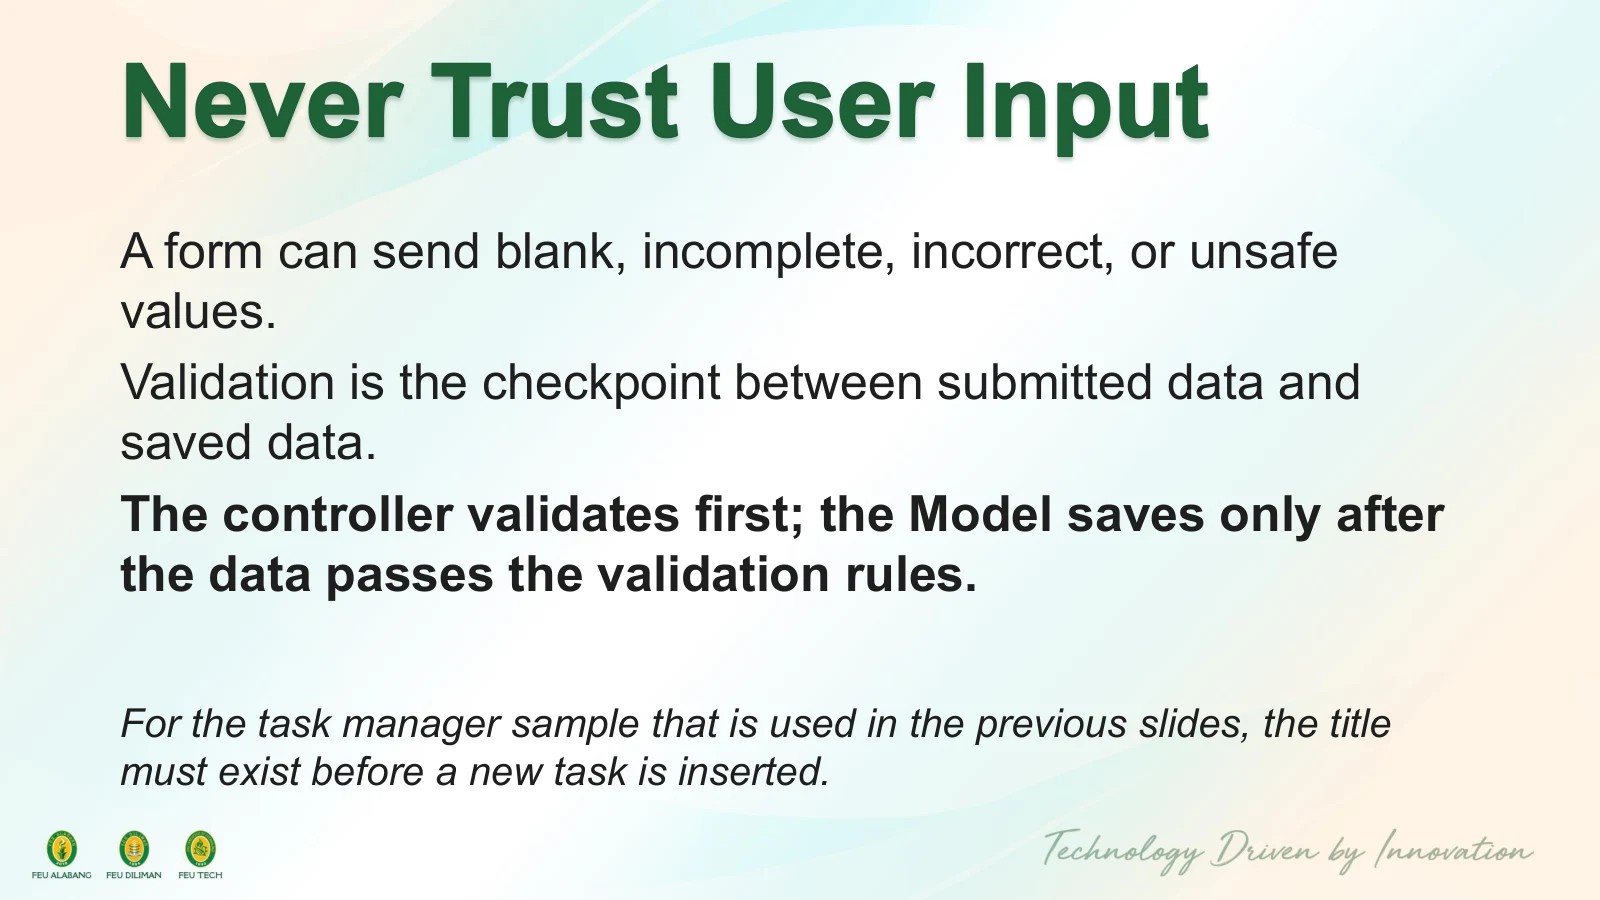 Never Trust User Input
A form can send blank, incomplete, incorrect, or unsafe
values.
Validation is the checkpoint between submitted data and
saved data.
The controller validates first; the Model saves only after
the data passes the validation rules.
For the task manager sample that is used in the previous slides, the title
must exist before a new task is inserted.
FEU ALABANG FEU DILIMAN FEU TECH
Technology Driven by Innovation